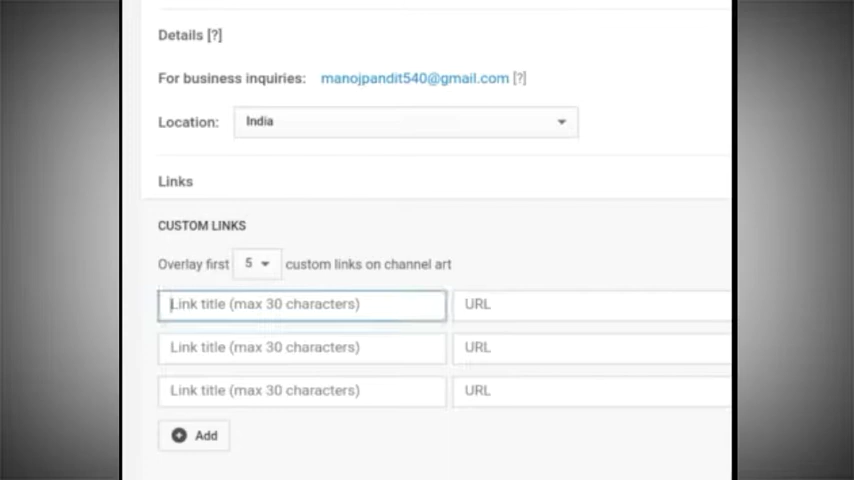 Details [?]
For business inquiries: manojpandit540@gmail.com [?]
Location: India
Links
CUSTOM LINKS
Overlay first 5 custom links on channel art
Link title (max 30 characters) URL
Link title (max 30 characters) URL
Link title (max 30 characters) URL
Add